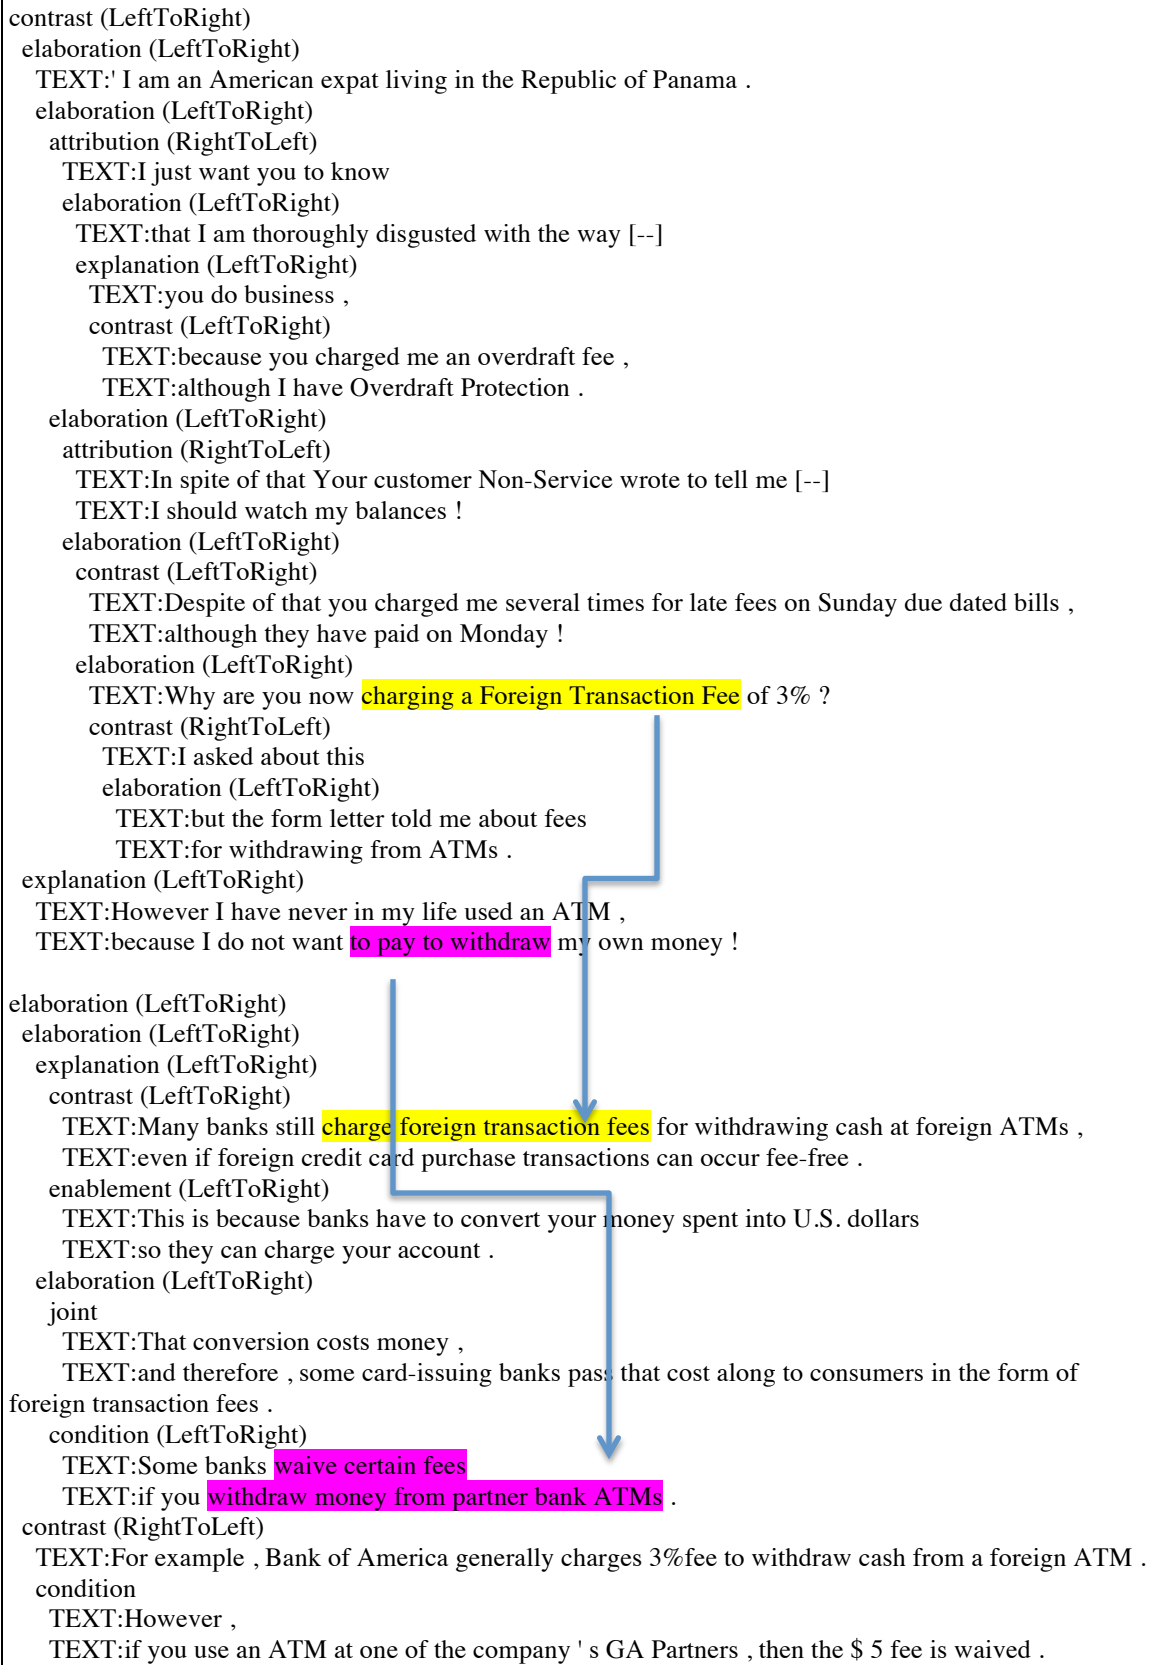 contrast (LeftToRight)
elaboration (LeftToRight)
TEXT:' I am an American expat living in the Republic of Panama .
elaboration (LeftToRight)
attribution (RightToLeft)
TEXT:I just want you to know
elaboration (LeftToRight)
TEXT:that I am thoroughly disgusted with the way [--]
explanation (LeftToRight)
TEXT:you do business ,
contrast (LeftToRight)
TEXT:because you charged me an overdraft fee ,
TEXT:although I have Overdraft Protection .
elaboration (LeftToRight)
attribution (RightToLeft)
TEXT:In spite of that Your customer Non-Service wrote to tell me [--]
TEXT:I should watch my balances !
elaboration (LeftToRight)
contrast (LeftToRight)
TEXT:Despite of that you charged me several times for late fees on Sunday due dated bills ,
TEXT:although they have paid on Monday !
elaboration (LeftToRight)
TEXT:Why are you now charging a Foreign Transaction Fee of 3% ?
contrast (RightToLeft)
TEXT:I asked about this
elaboration (LeftToRight)
TEXT:but the form letter told me about fees
TEXT:for withdrawing from ATMs .
explanation (LeftToRight)
TEXT:However I have never in my life used an ATM ,
TEXT:because I do not want to pay to withdraw my own money !
elaboration (LeftToRight)
elaboration (LeftToRight)
explanation (LeftToRight)
contrast (LeftToRight)
TEXT:Many banks still charge foreign transaction fees for withdrawing cash at foreign ATMs ,
TEXT:even if foreign credit card purchase transactions can occur fee-free .
enablement (LeftToRight)
TEXT:This is because banks have to convert your money spent into U.S. dollars
TEXT:so they can charge your account .
elaboration (LeftToRight)
joint
TEXT:That conversion costs money ,
TEXT:and therefore , some card-issuing banks pass that cost along to consumers in the form of
foreign transaction fees .
condition (LeftToRight)
TEXT:Some banks waive certain fees
TEXT:if you withdraw money from partner bank ATMs .
contrast (RightToLeft)
TEXT:For example , Bank of America generally charges 3%fee to withdraw cash from a foreign ATM .
condition
TEXT:However ,
TEXT:if you use an ATM at one of the company ' s GA Partners , then the $ 5 fee is waived .